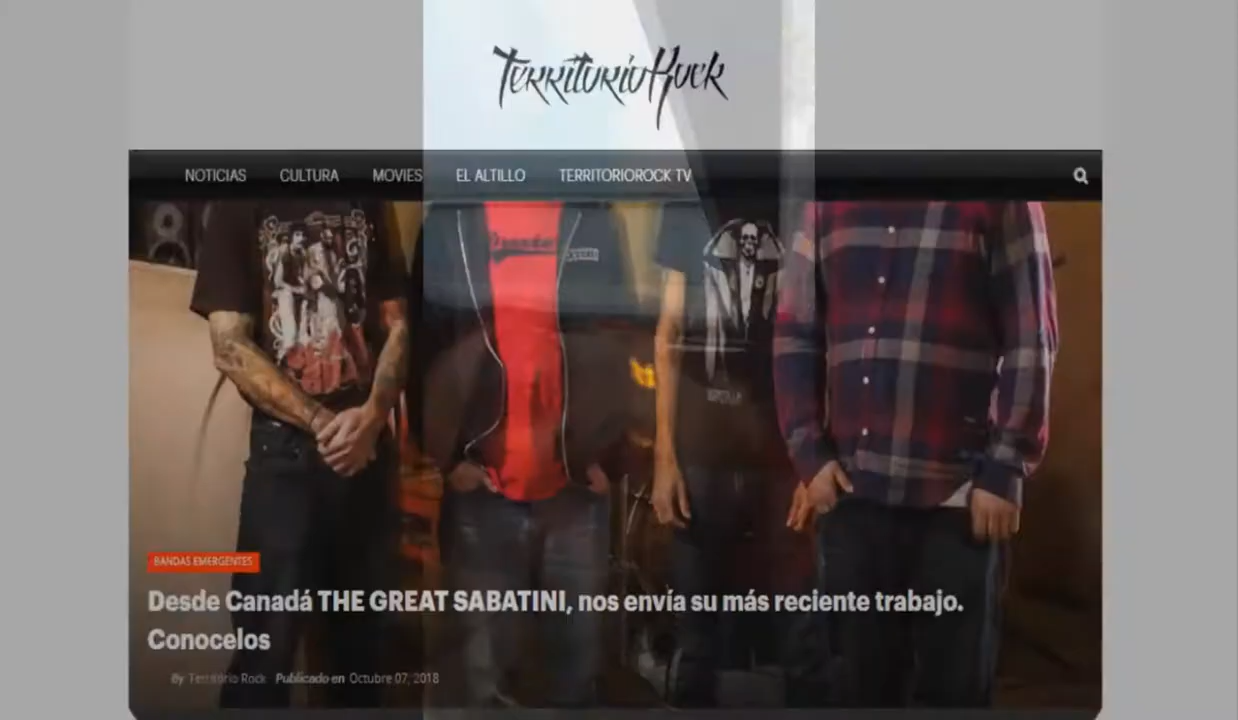 TerritorioRock
NOTICIAS CULTURA MOVIES EL ALTILLO TERRITORIOROCK TV
BANDAS EMERGENTES
Desde Canadá THE GREAT SABATINI, nos envía su más reciente trabajo.
Conocelos
By Territorio Rock Publicado en Octubre 07, 2018